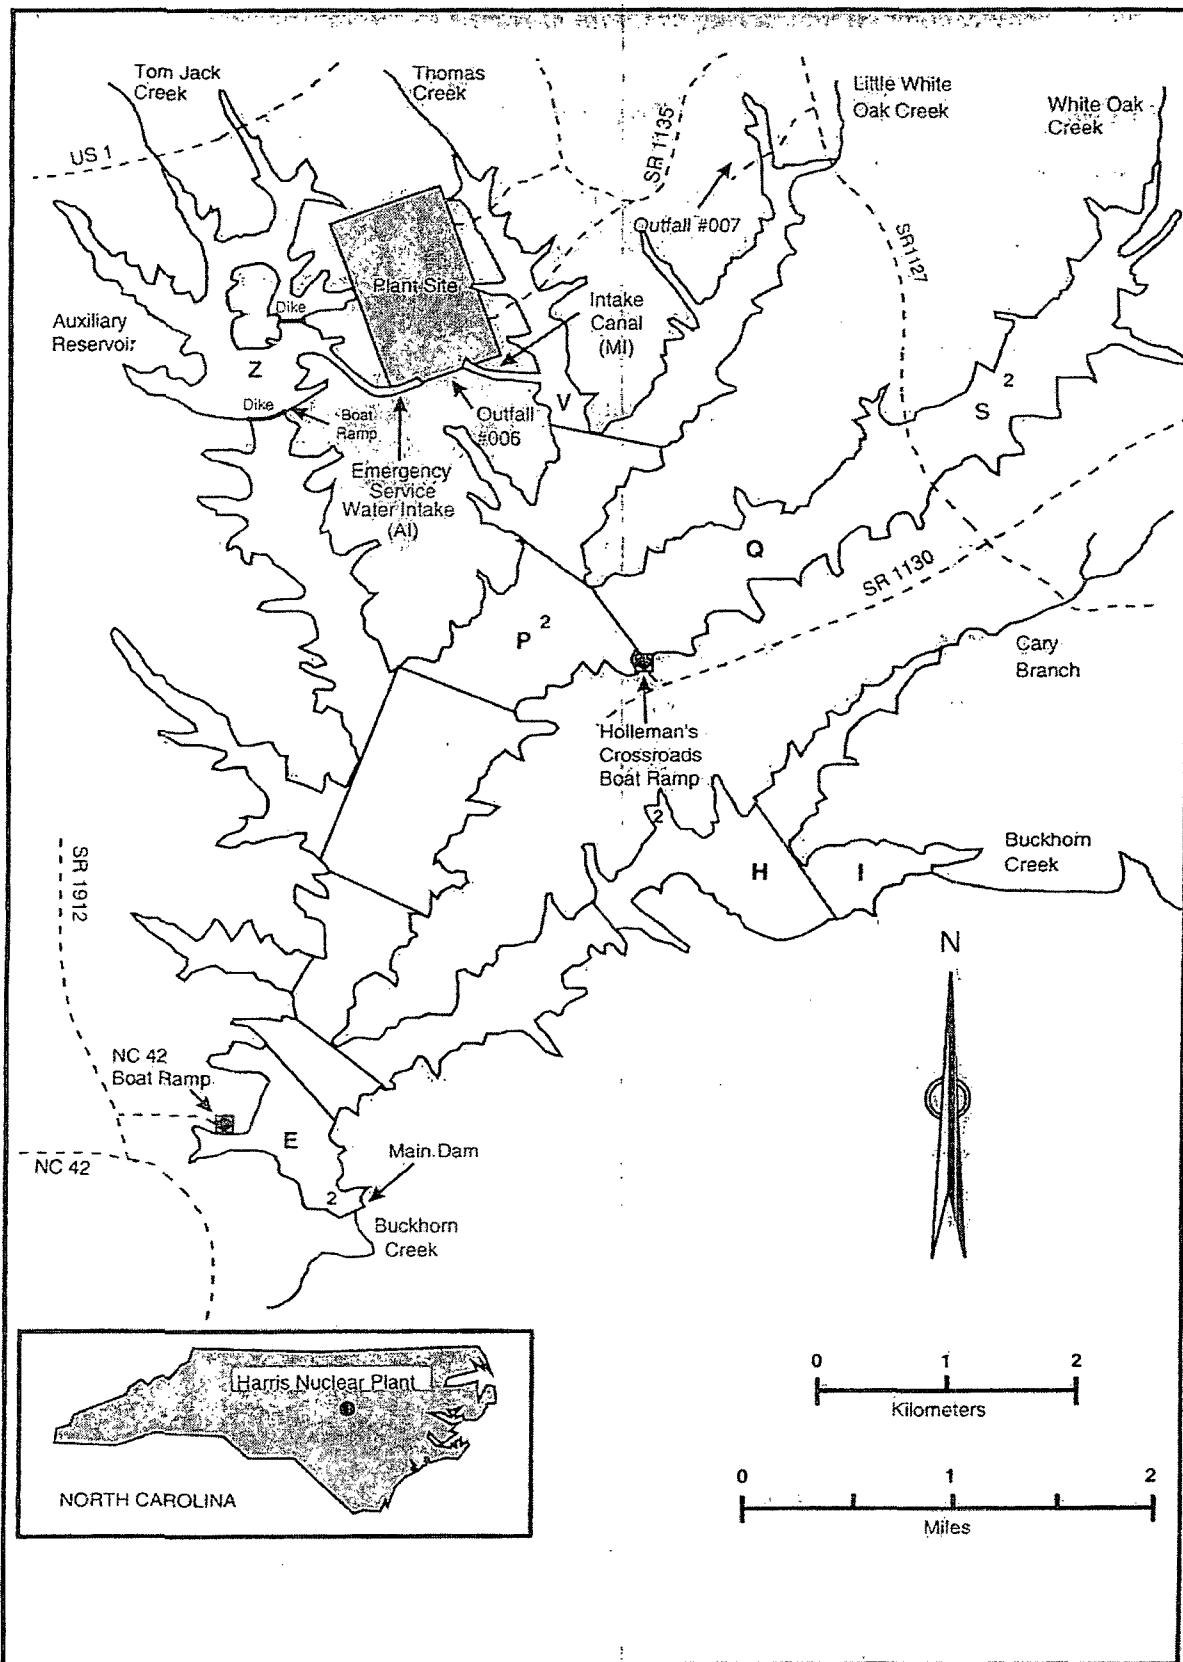 Tom Jack
Creek
Thomas
Creek
Little White
Oak Creek
White Oak
Creek
US 1
SR 1135
Outfall #007
SR1127
Plant Site
Dike
Intake
Canal
(MI)
Auxiliary
Reservoir
Z
2
S
Dike
Boat
Ramp
Outfall
#006
V
Emergency
Service
Water Intake
(AI)
Q
SR 1130
P
2
Cary
Branch
Holleman's
Crossroads
Boat Ramp
2
SR 1912
H
I
Buckhorn
Creek
N
NC 42
Boat Ramp
E
NC 42
Main Dam
2
Buckhorn
Creek
Harris Nuclear Plant
NORTH CAROLINA
0 1 2
Kilometers
0 1 2
Miles